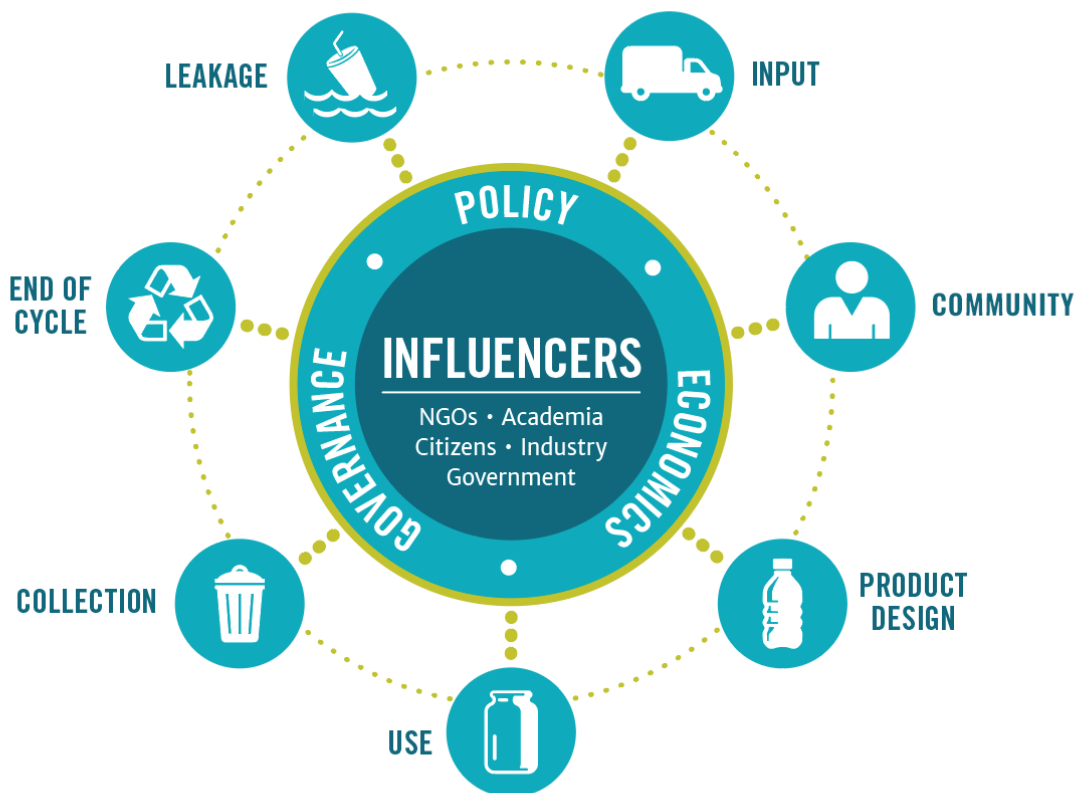 LEAKAGE
INPUT
POLICY
END OF
CYCLE
COMMUNITY
INFLUENCERS
NGOs • Academia
Citizens • Industry
Government
GOVERNANCE
ECONOMICS
COLLECTION
PRODUCT
DESIGN
USE